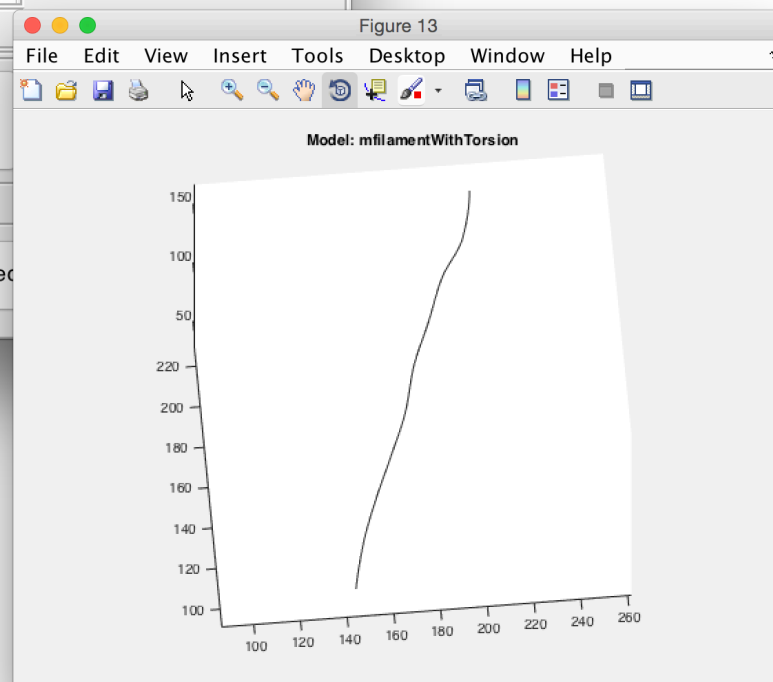 Figure 13
File Edit View Insert Tools Desktop Window Help
Model: mfilamentWithTorsion
150
100
50
220
200
180
160
140
120
100
100 120 140 160 180 200 220 240 260